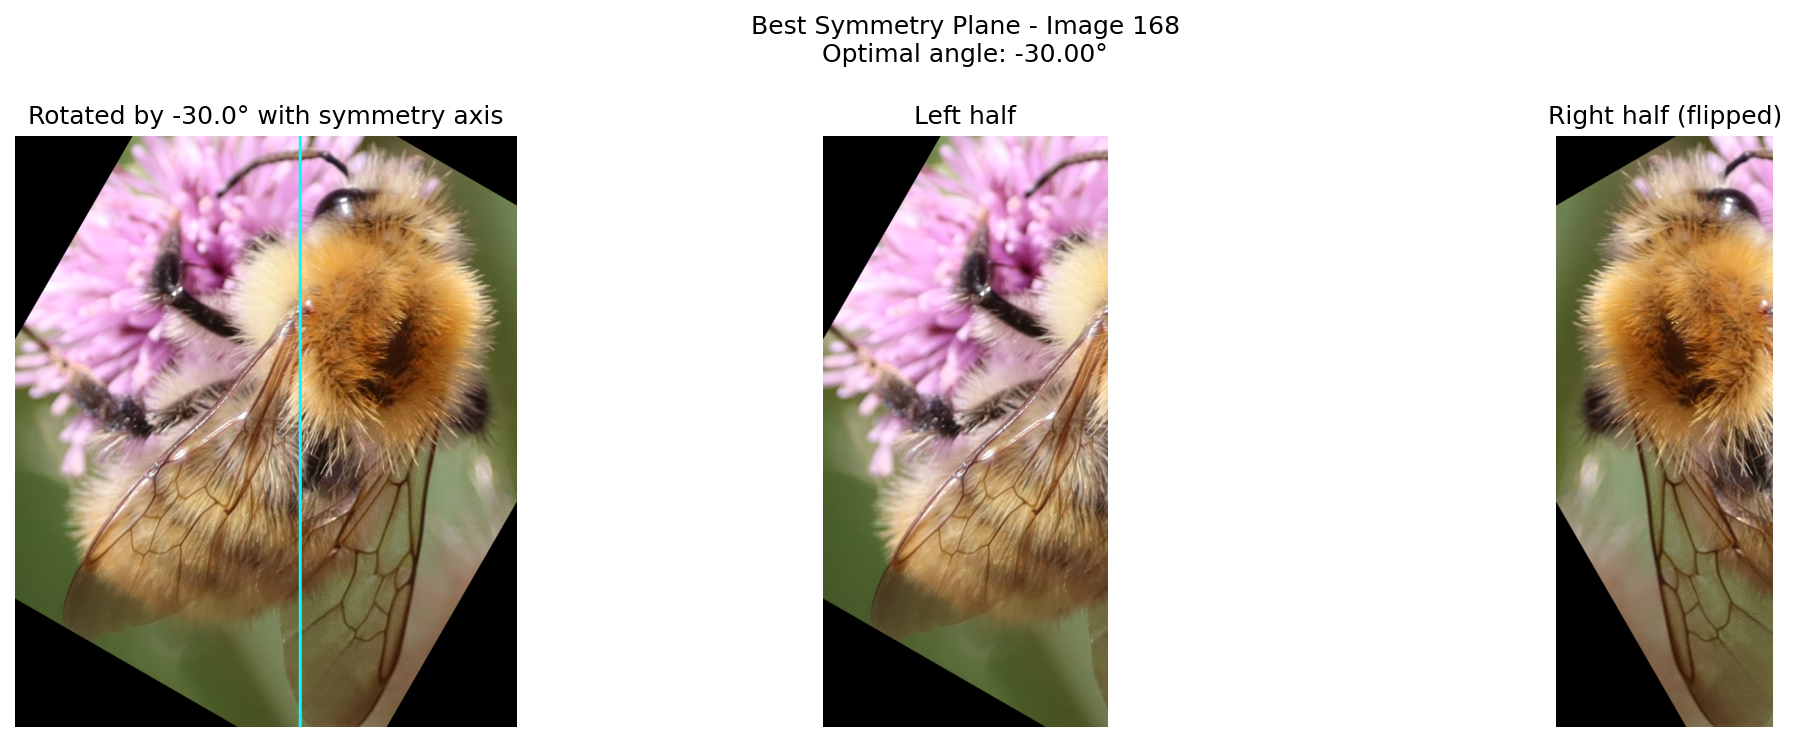 Best Symmetry Plane - Image 168
Optimal angle: -30.00°
Rotated by -30.0° with symmetry axis
Left half
Right half (flipped)